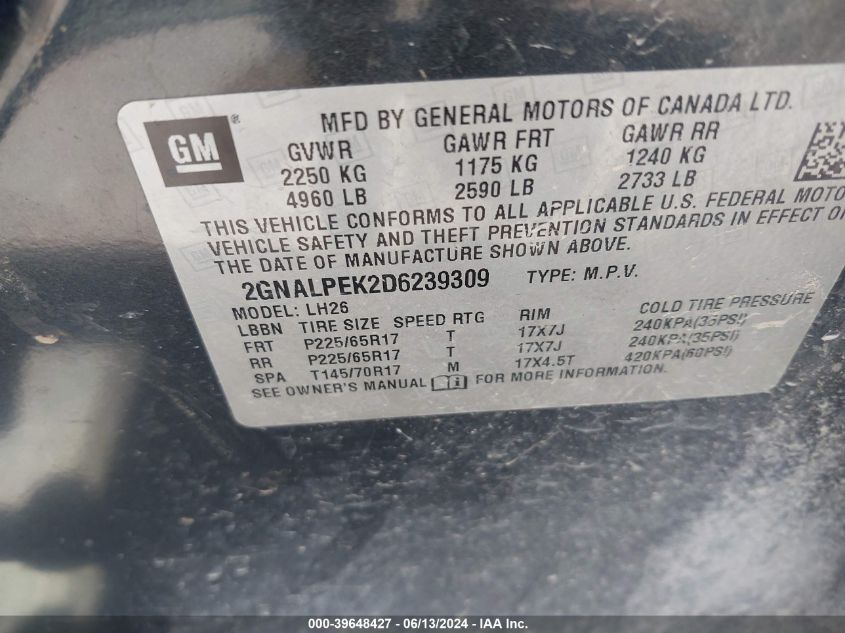 MFD BY GENERAL MOTORS OF CANADA LTD.
GM®
GVWR GAWR FRT GAWR RR
2250 KG 1175 KG 1240 KG
4960 LB 2590 LB 2733 LB
THIS VEHICLE CONFORMS TO ALL APPLICABLE U.S. FEDERAL MOTO
VEHICLE SAFETY AND THEFT PREVENTION STANDARDS IN EFFECT O
THE DATE OF MANUFACTURE SHOWN ABOVE.
2GNALPEK2D6239309 TYPE: M.P.V.
MODEL: LH26
LBBN TIRE SIZE SPEED RTG RIM COLD TIRE PRESSURE
FRT P225/65R17 T 17X7J 240KPA(35PSI)
RR P225/65R17 T 17X7J 240KPA(35PSI)
SPA T145/70R17 M 17X4.5T 420KPA(60PSI)
SEE OWNER'S MANUAL FOR MORE INFORMATION.
000-39648427 - 06/13/2024 - IAA Inc.